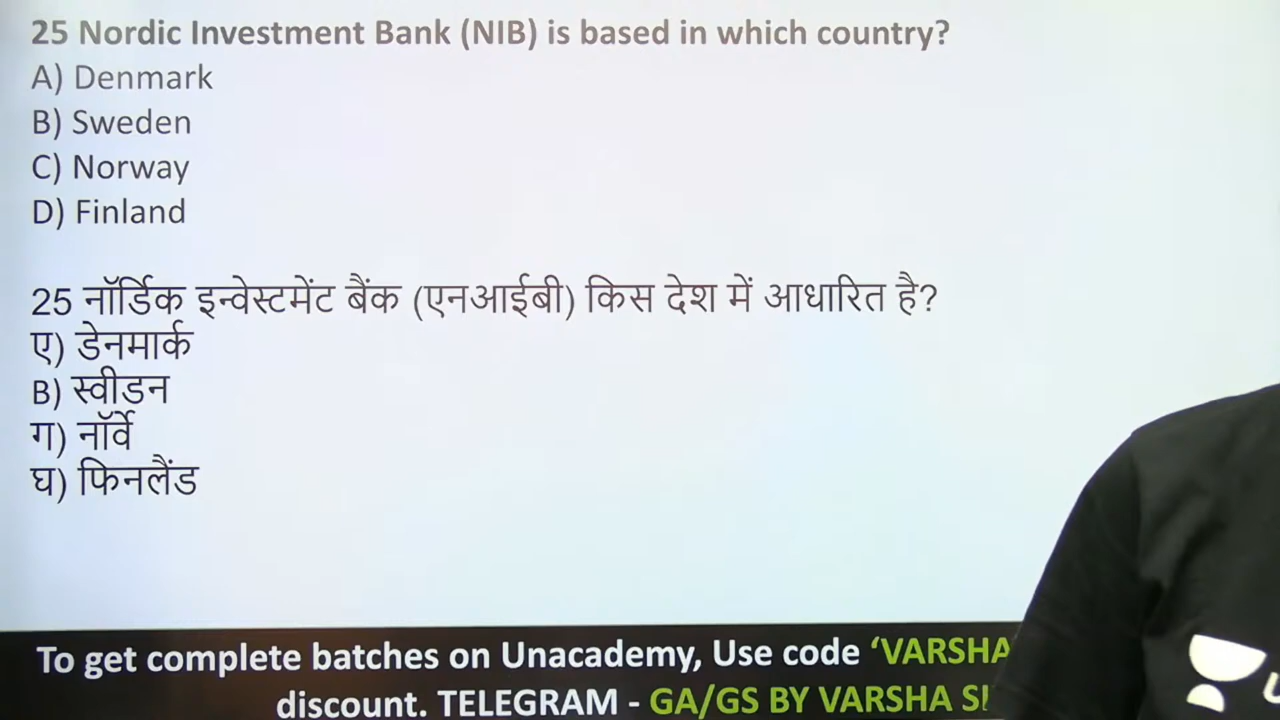 25 Nordic Investment Bank (NIB) is based in which country?
A) Denmark
B) Sweden
C) Norway
D) Finland
25 नॉर्डिक इन्वेस्टमेंट बैंक (एनआईबी) किस देश में आधारित है?
ए) डेनमार्क
B) स्वीडन
ग) नॉर्वे
घ) फिनलैंड
To get complete batches on Unacademy, Use code ‘VARSHA
discount. TELEGRAM - GA/GS BY VARSHA